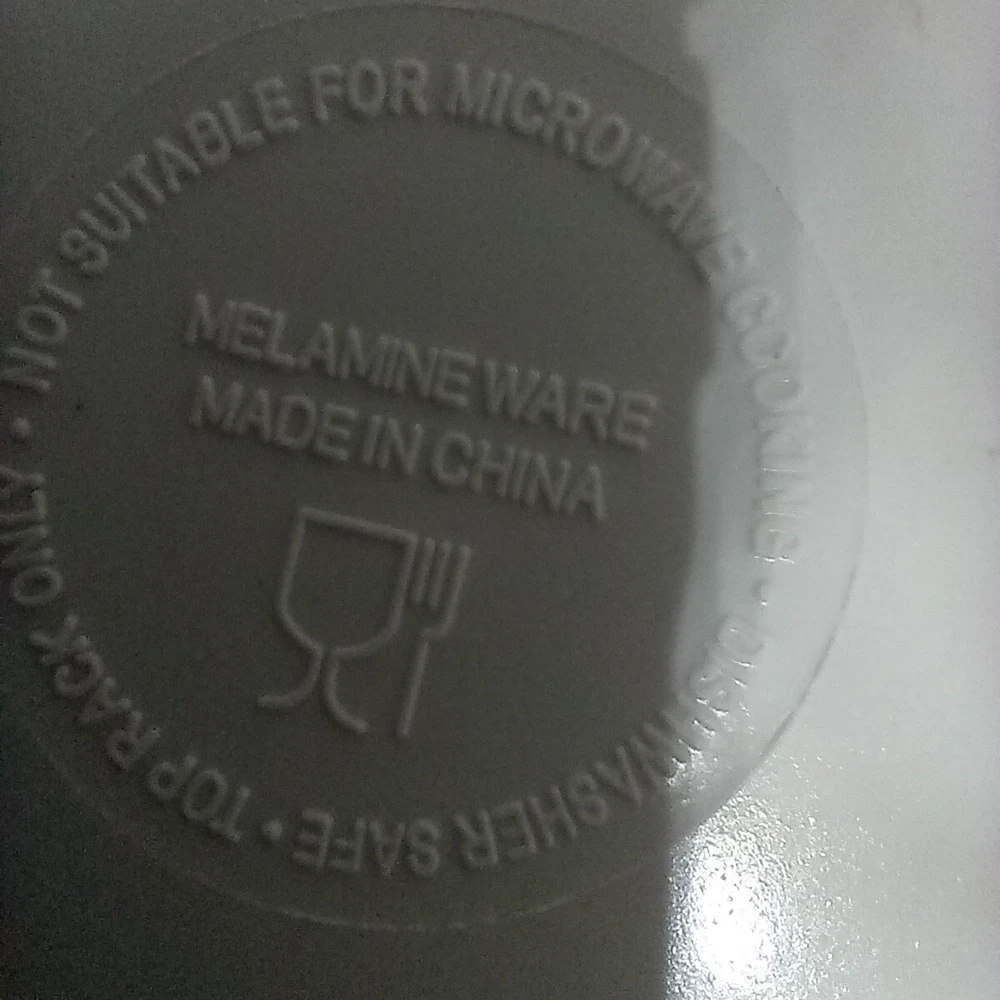 NOT SUITABLE FOR MICROWAVE COOKING • DISHWASHER SAFE • TOP RACK ONLY •
MELAMINE WARE
MADE IN CHINA